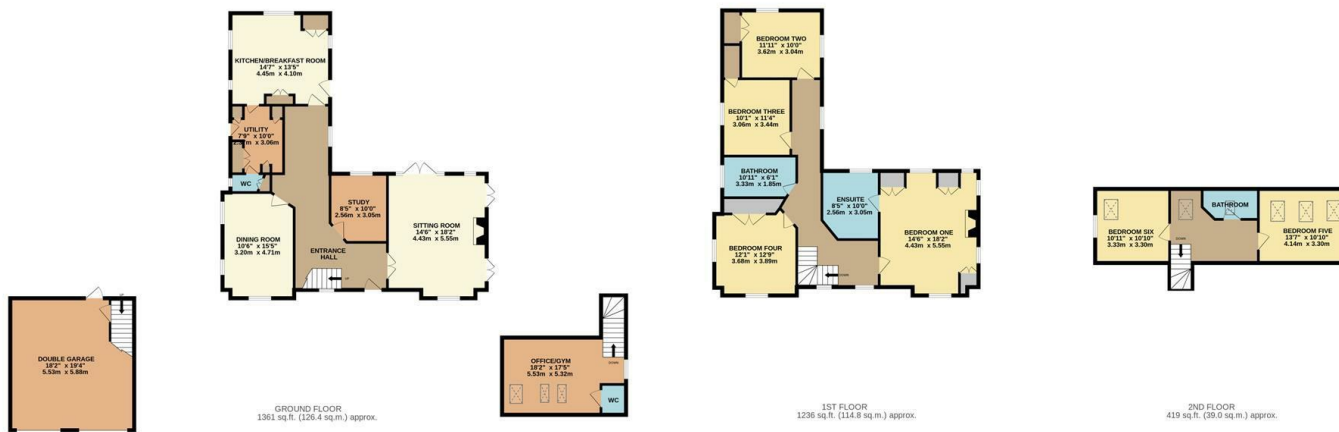 KITCHEN/BREAKFAST ROOM
14'7" x 13'5"
4.45m x 4.10m
UTILITY
7'9" x 10'0"
x 3.06m
WC
DINING ROOM
10'6" x 15'5"
3.20m x 4.71m
STUDY
8'5" x 10'0"
2.56m x 3.05m
SITTING ROOM
14'6" x 18'2"
4.43m x 5.55m
ENTRANCE
HALL
UP
DOUBLE GARAGE
18'2" x 19'4"
5.53m x 5.88m
UP
OFFICE/GYM
18'2" x 17'5"
5.53m x 5.32m
DOWN
WC
GROUND FLOOR
1361 sq.ft. (126.4 sq.m.) approx.
BEDROOM TWO
11'11" x 10'0"
3.62m x 3.04m
BEDROOM THREE
10'1" x 11'4"
3.06m x 3.44m
BATHROOM
10'11" x 6'1"
3.33m x 1.85m
ENSUITE
8'5" x 10'0"
2.56m x 3.05m
BEDROOM ONE
14'6" x 18'2"
4.43m x 5.55m
BEDROOM FOUR
12'1" x 12'9"
3.68m x 3.89m
DOWN
1ST FLOOR
1236 sq.ft. (114.8 sq.m.) approx.
BATHROOM
BEDROOM SIX
10'11" x 10'10"
3.33m x 3.30m
DOWN
BEDROOM FIVE
13'7" x 10'10"
4.14m x 3.30m
2ND FLOOR
419 sq.ft. (39.0 sq.m.) approx.